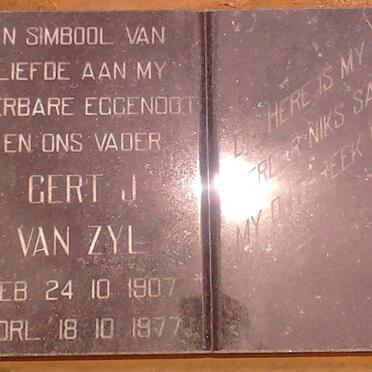 N SIMBOOL VAN
LIEFDE AAN MY
ERBARE EGGENOOT
EN ONS VADER
GERT J
VAN ZYL
EB 24 10 1907
ORL 18 10 1977
HERE IS MY
NIKS
MY